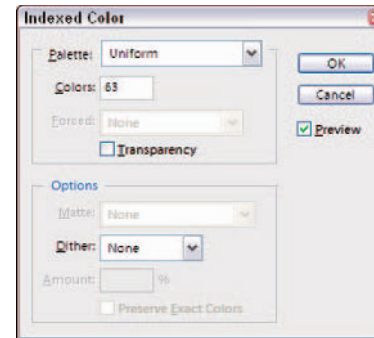 Indexed Color
Palette: Uniform
Colors: 63
Forced: None
Transparency
OK
Cancel
Preview
Options
Matte: None
Dither: None
Amount: %
Preserve Exact Colors